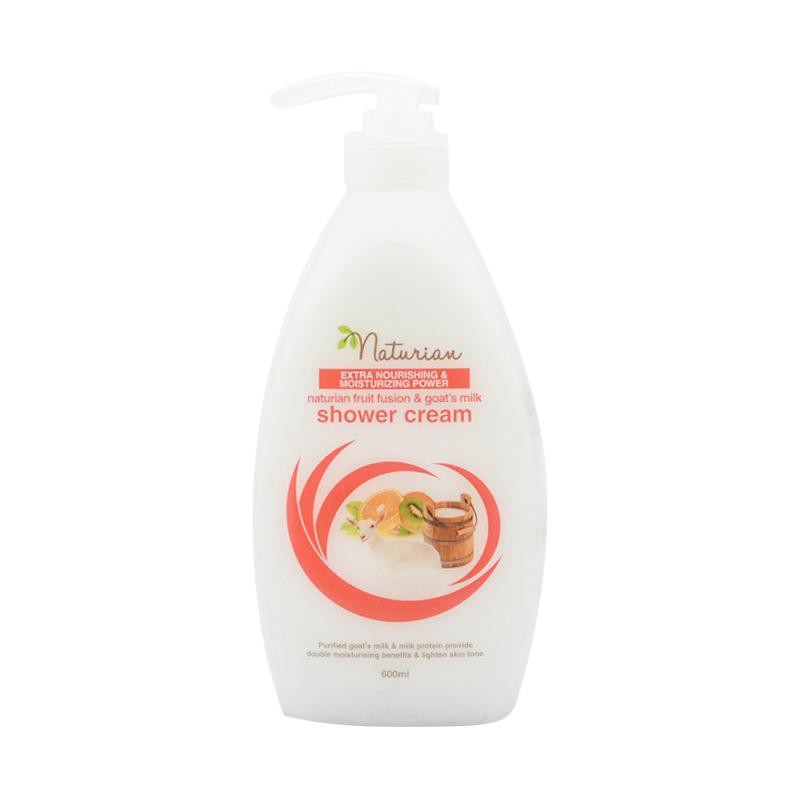 Naturian
EXTRA NOURISHING &
MOISTURIZING POWER
naturian fruit fusion & goat's milk
shower cream
Purified goat's milk & milk protein provide
double moisturising benefits & lighten skin tone.
600ml